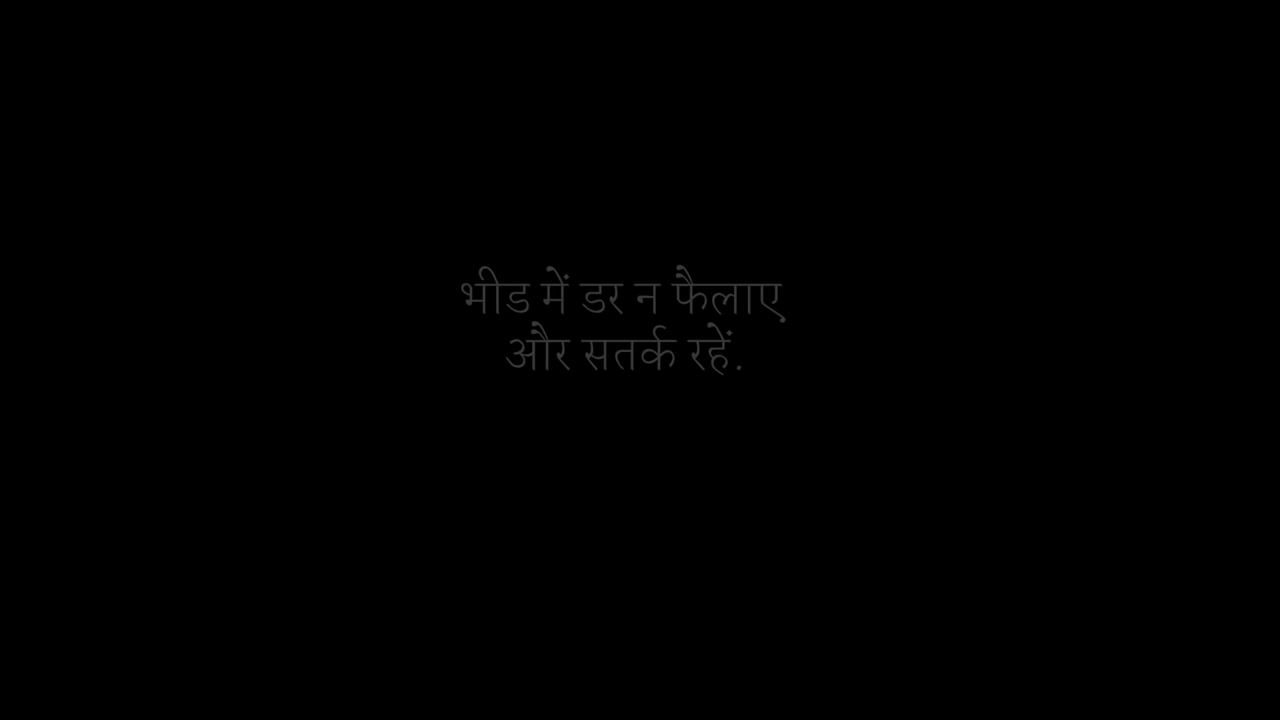 भीड में डर न फैलाए
और सतर्क रहें.